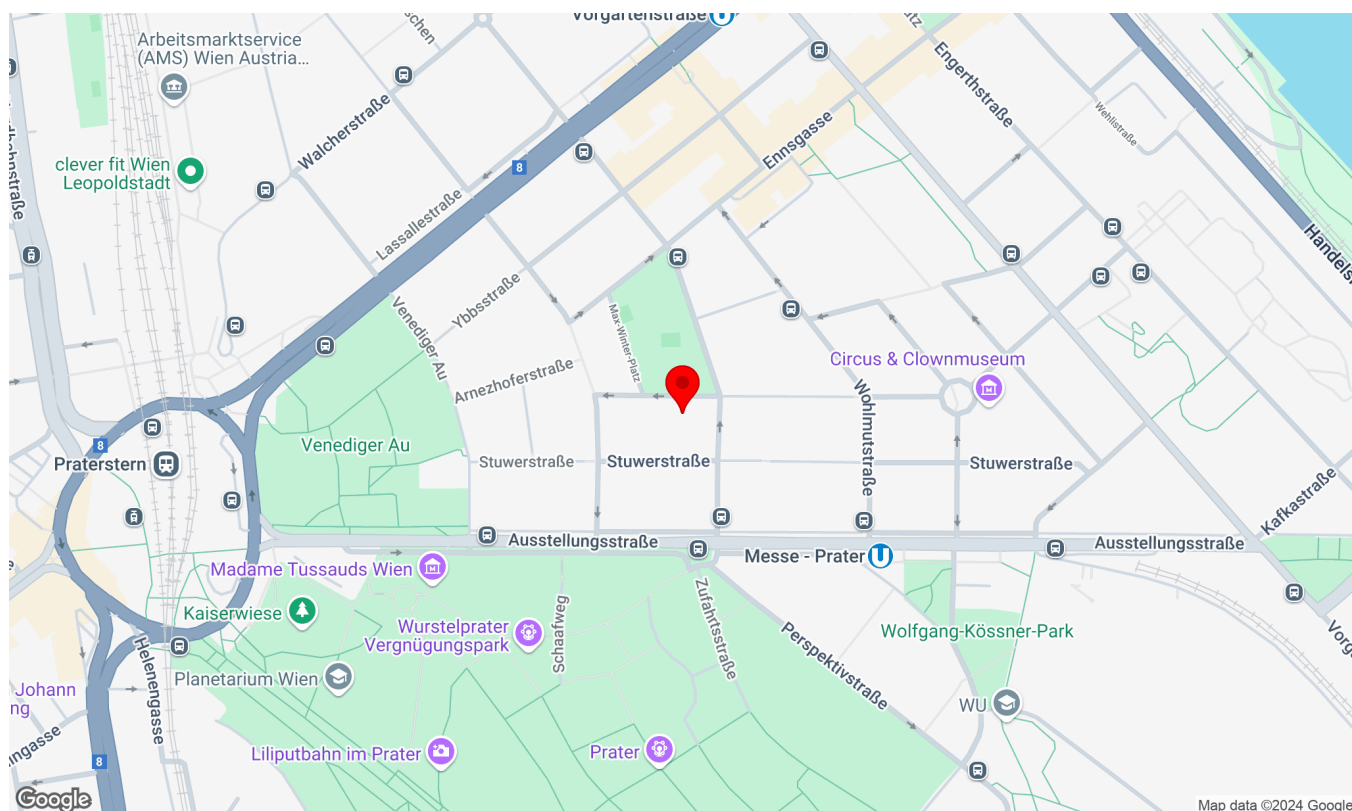 Vorgartenstraße
Arbeitsmarktservice
(AMS) Wien Austria…
Engerthstraße
Wehlistraße
Walcherstraße
Ennsgasse
clever fit Wien
Leopoldstadt
8
Lassallestraße
Handelsk
Ybbsstraße
Venediger Au
Max-Winter-Platz
Arnezhoferstraße
Circus & Clownmuseum
Wohlmutstraße
8
Venediger Au
Praterstern
Stuwerstraße
Stuwerstraße
Stuwerstraße
Kafkastraße
Ausstellungsstraße
Messe - Prater
Ausstellungsstraße
Madame Tussauds Wien
Kaiserwiese
Schaafweg
Zufahrtsstraße
Wurstelprater
Vergnügungspark
Perspektivstraße
Wolfgang-Kössner-Park
Vorga
Helenengasse
Planetarium Wien
Johann
ng
WU
Liliputbahn im Prater
Prater
8
Google
Map data ©2024 Google